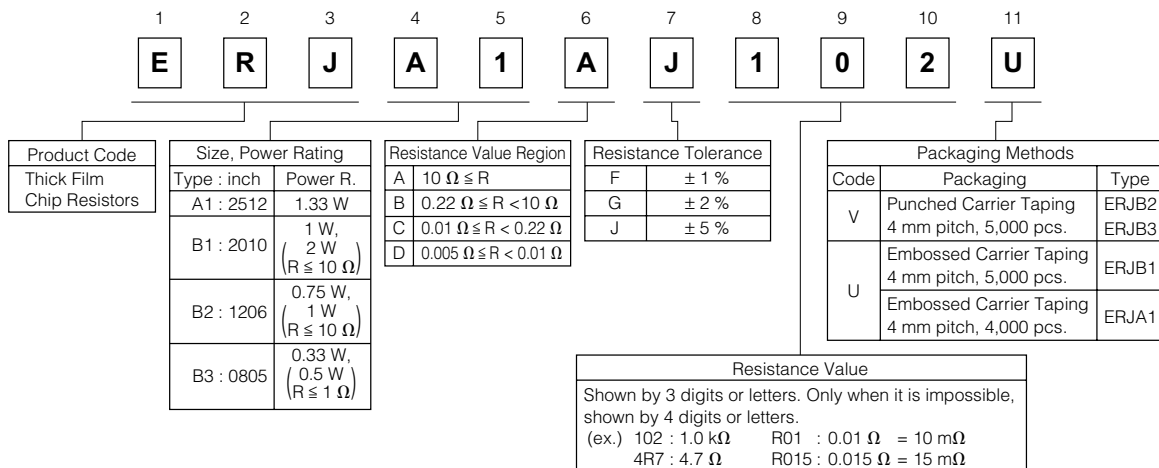 1 2 3 4 5 6 7 8 9 10 11
E R J A 1 A J 1 0 2 U
Product Code
Thick Film
Chip Resistors
Size, Power Rating
Type : inch Power R.
A1 : 2512 1.33 W
B1 : 2010 1 W,
( 2 W
R ≦ 10 Ω )
B2 : 1206 0.75 W,
( 1 W
R ≦ 10 Ω )
B3 : 0805 0.33 W,
( 0.5 W
R ≦ 1 Ω )
Resistance Value Region
A 10 Ω ≦ R
B 0.22 Ω ≦ R < 10 Ω
C 0.01 Ω ≦ R < 0.22 Ω
D 0.005 Ω ≦ R < 0.01 Ω
Resistance Tolerance
F ± 1 %
G ± 2 %
J ± 5 %
Packaging Methods
Code Packaging Type
V Punched Carrier Taping
4 mm pitch, 5,000 pcs.
ERJB2
ERJB3
U Embossed Carrier Taping
4 mm pitch, 5,000 pcs.
ERJB1
Embossed Carrier Taping
4 mm pitch, 4,000 pcs.
ERJA1
Resistance Value
Shown by 3 digits or letters. Only when it is impossible,
shown by 4 digits or letters.
(ex.) 102 : 1.0 kΩ R01 : 0.01 Ω = 10 mΩ
4R7 : 4.7 Ω R015 : 0.015 Ω = 15 mΩ